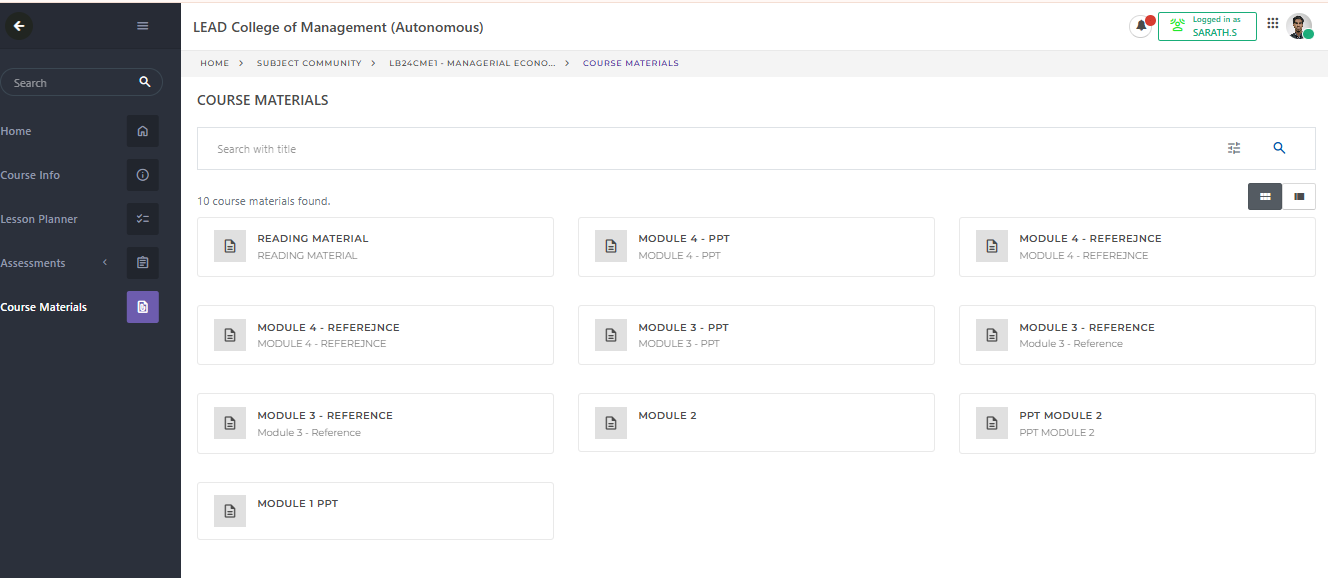 LEAD College of Management (Autonomous)
Logged in as
SARATH.S
Search
HOME > SUBJECT COMMUNITY > LB24CME1 - MANAGERIAL ECONO... > COURSE MATERIALS
Home
Course Info
Lesson Planner
Assessments
Course Materials
COURSE MATERIALS
Search with title
10 course materials found.
READING MATERIAL
READING MATERIAL
MODULE 4 - PPT
MODULE 4 - PPT
MODULE 4 - REFEREJNCE
MODULE 4 - REFEREJNCE
MODULE 4 - REFEREJNCE
MODULE 4 - REFEREJNCE
MODULE 3 - PPT
MODULE 3 - PPT
MODULE 3 - REFERENCE
Module 3 - Reference
MODULE 3 - REFERENCE
Module 3 - Reference
MODULE 2
PPT MODULE 2
PPT MODULE 2
MODULE 1 PPT